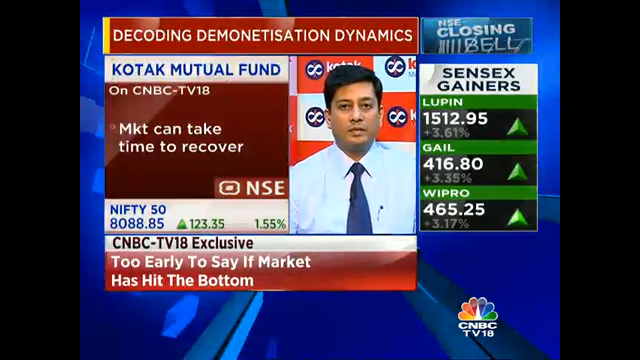 DECODING DEMONETISATION DYNAMICS
NSE
CLOSING
BELL
KOTAK MUTUAL FUND
On CNBC-TV18
Mkt can take
time to recover
NSE
NIFTY 50
8088.85 123.35 1.55%
kotak
SENSEX
GAINERS
LUPIN
1512.95
+3.61%
GAIL
416.80
+3.35%
WIPRO
465.25
+3.17%
CNBC-TV18 Exclusive
Too Early To Say If Market
Has Hit The Bottom
CNBC
TV18